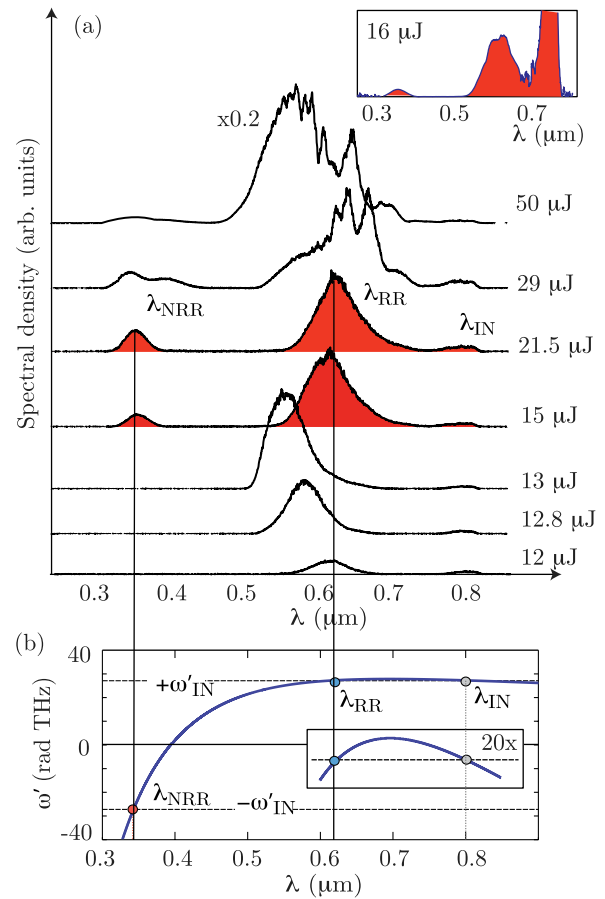 (a)
16 μJ
0.3 0.5 0.7
λ (μm)
x0.2
50 μJ
29 μJ
λNRR
λRR
λIN
21.5 μJ
15 μJ
13 μJ
12.8 μJ
12 μJ
Spectral density (arb. units)
0.3 0.4 0.5 0.6 0.7 0.8
λ (μm)
(b)
40
0
-40
ω′ (rad THz)
+ω′IN
λRR
λIN
20x
λNRR
−ω′IN
0.3 0.4 0.5 0.6 0.7 0.8
λ (μm)